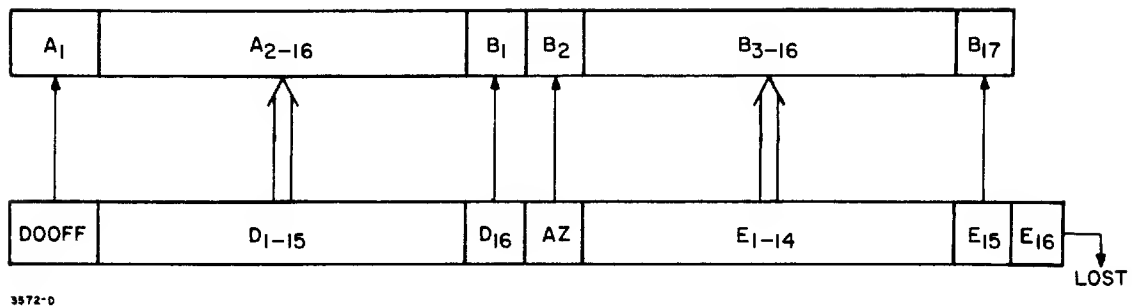 A1 A2-16 B1 B2 B3-16 B17
DOOFF D1-15 D16 AZ E1-14 E15 E16
LOST
3572-D